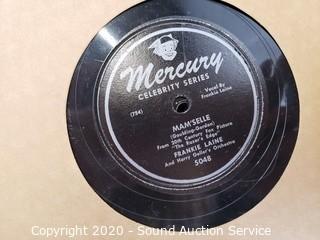 Mercury
CELEBRITY SERIES
(754)
Vocal By
Frankie Laine
MAM'SELLE
(Goulding-Gordon)
From 20th Century Fox Picture
"The Razor's Edge"
FRANKIE LAINE
And Harry Geller's Orchestra
5048
Copyright © 2020 - Sound Auction Service